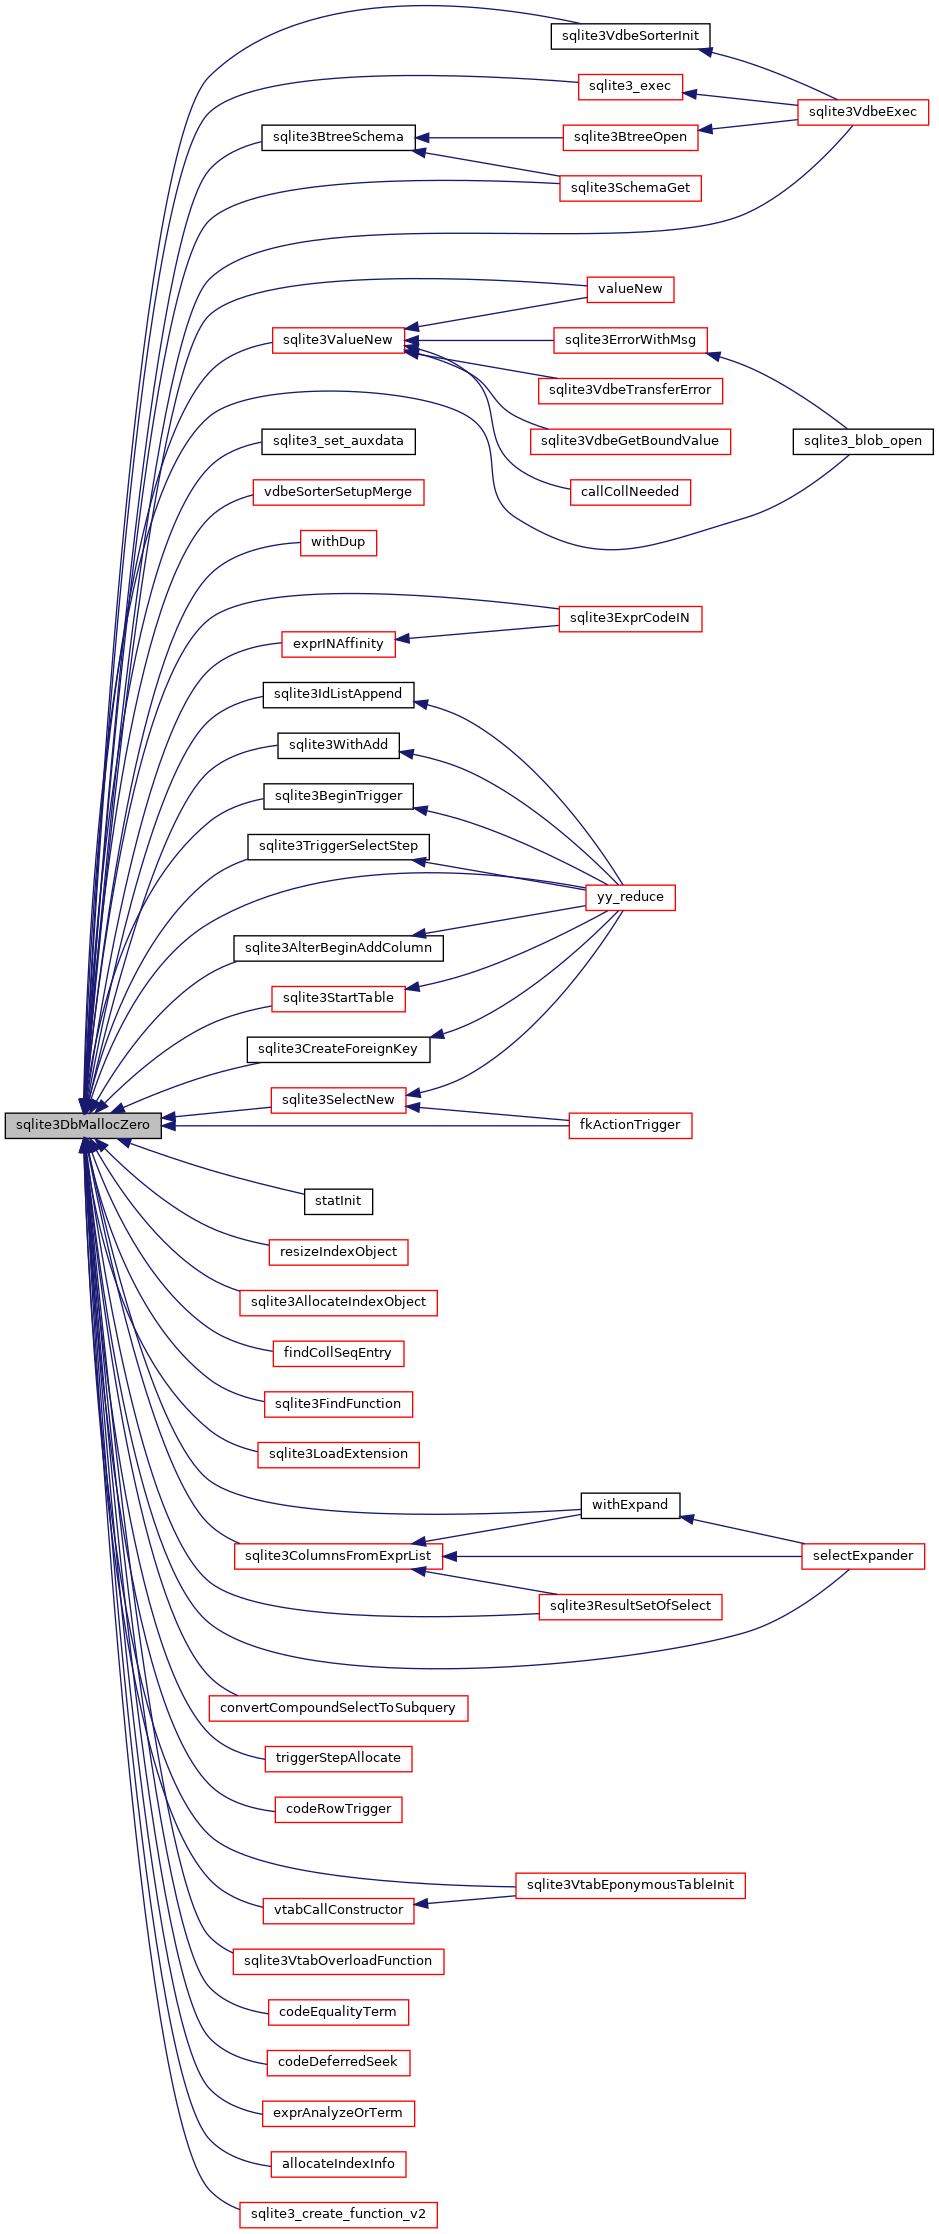 sqlite3VdbeSorterInit
sqlite3_exec
sqlite3VdbeExec
sqlite3BtreeSchema
sqlite3BtreeOpen
sqlite3SchemaGet
valueNew
sqlite3ValueNew
sqlite3ErrorWithMsg
sqlite3VdbeTransferError
sqlite3_set_auxdata
sqlite3VdbeGetBoundValue
sqlite3_blob_open
vdbeSorterSetupMerge
callCollNeeded
withDup
sqlite3ExprCodeIN
exprINAffinity
sqlite3IdListAppend
sqlite3WithAdd
sqlite3BeginTrigger
sqlite3TriggerSelectStep
yy_reduce
sqlite3AlterBeginAddColumn
sqlite3StartTable
sqlite3CreateForeignKey
sqlite3SelectNew
sqlite3DbMallocZero
fkActionTrigger
statInit
resizeIndexObject
sqlite3AllocateIndexObject
findCollSeqEntry
sqlite3FindFunction
sqlite3LoadExtension
withExpand
sqlite3ColumnsFromExprList
selectExpander
sqlite3ResultSetOfSelect
convertCompoundSelectToSubquery
triggerStepAllocate
codeRowTrigger
sqlite3VtabEponymousTableInit
vtabCallConstructor
sqlite3VtabOverloadFunction
codeEqualityTerm
codeDeferredSeek
exprAnalyzeOrTerm
allocateIndexInfo
sqlite3_create_function_v2